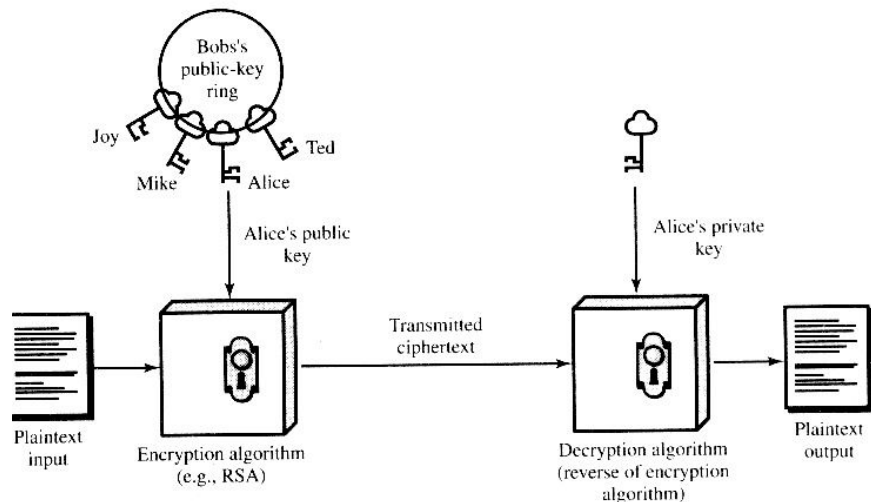 Bobs's
public-key
ring
Joy
Ted
Mike
Alice
Alice's public
key
Alice's private
key
Transmitted
ciphertext
Plaintext
input
Encryption algorithm
(e.g., RSA)
Decryption algorithm
(reverse of encryption
algorithm)
Plaintext
output